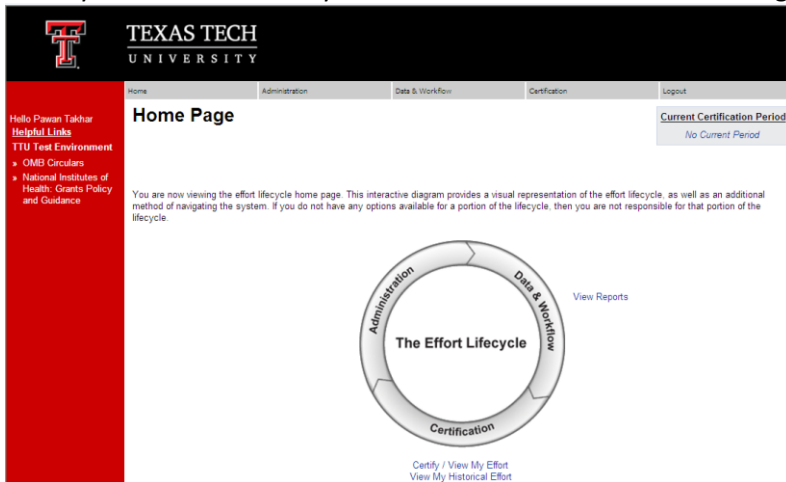 TEXAS TECH
UNIVERSITY
Home Administration Data & Workflow Certification Logout
Hello Pawan Takhar
Helpful Links
TTU Test Environment
» OMB Circulars
» National Institutes of
Health: Grants Policy
and Guidance
Home Page
Current Certification Period
No Current Period
You are now viewing the effort lifecycle home page. This interactive diagram provides a visual representation of the effort lifecycle, as well as an additional
method of navigating the system. If you do not have any options available for a portion of the lifecycle, then you are not responsible for that portion of the
lifecycle.
Administration
Data & Workflow
View Reports
The Effort Lifecycle
Certification
Certify / View My Effort
View My Historical Effort